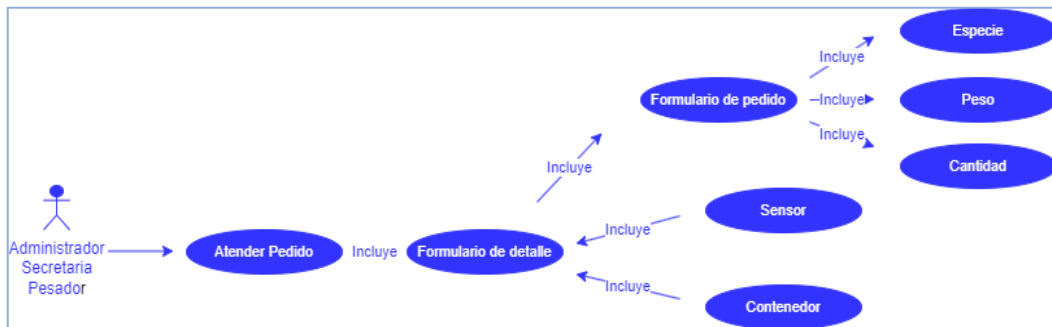 Especie
Incluye
Formulario de pedido
Incluye
Peso
Incluye
Cantidad
Incluye
Sensor
Incluye
Administrador
Secretaria
Pesador
Atender Pedido
Incluye
Formulario de detalle
Incluye
Contenedor